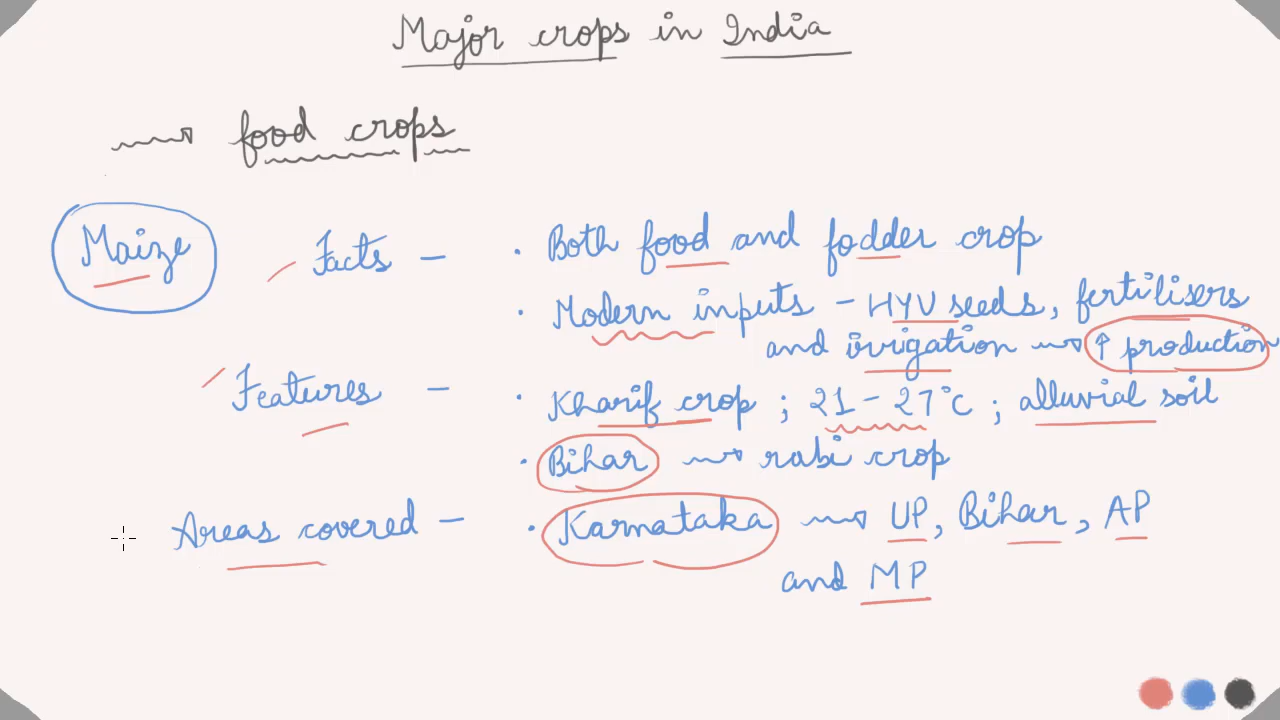 Major crops in India
food crops
Maize
Facts - • Both food and fodder crop
• Modern inputs - HYV seeds, fertilisers
and irrigation → ↑ production
Features - • Kharif crop ; 21 - 27°C ; alluvial soil
• Bihar → rabi crop
Areas covered - • Karnataka → UP, Bihar, AP
and MP